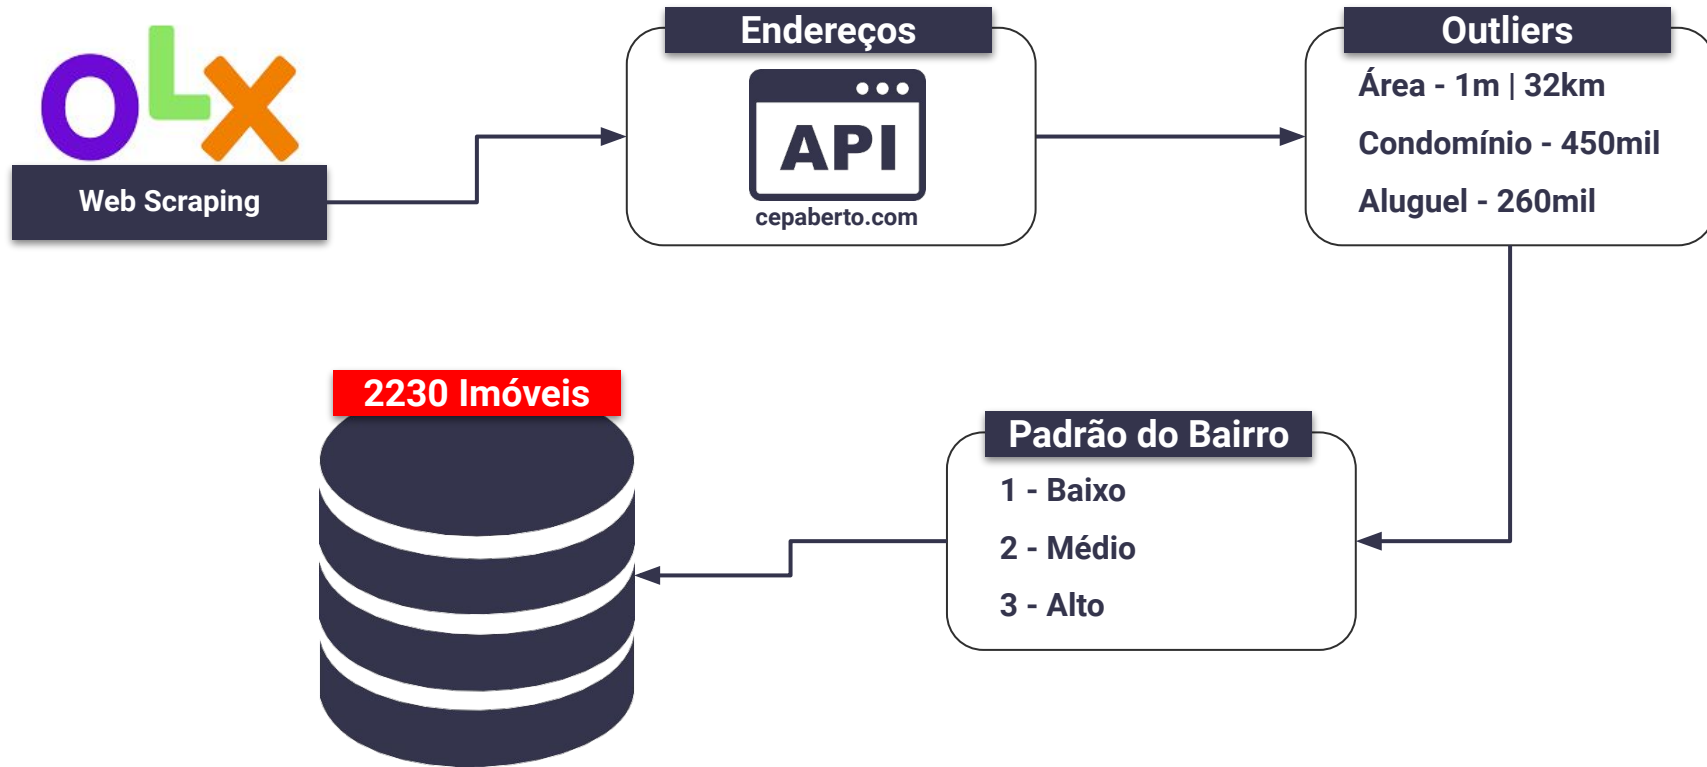 OLX
Web Scraping
Endereços
API
cepaberto.com
Outliers
Área - 1m | 32km
Condomínio - 450mil
Aluguel - 260mil
Padrão do Bairro
1 - Baixo
2 - Médio
3 - Alto
2230 Imóveis